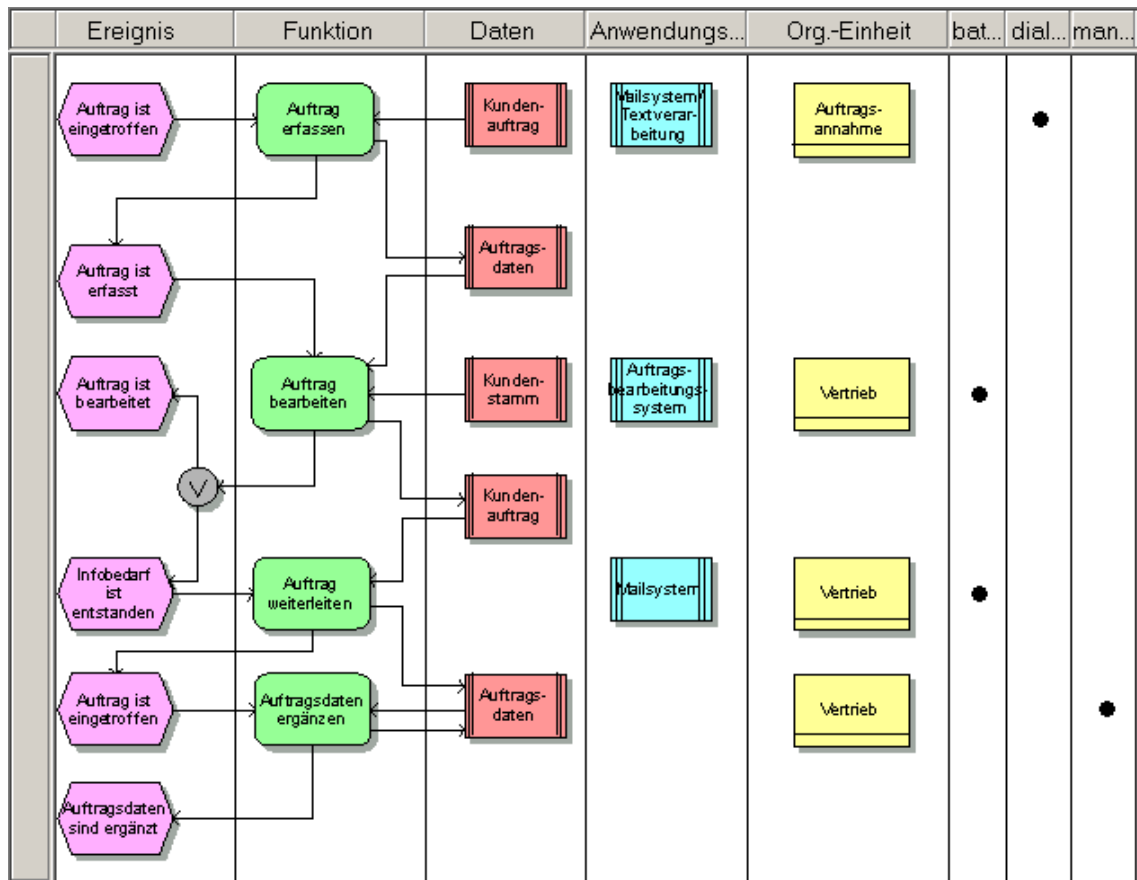 Ereignis Funktion Daten Anwendungs... Org.-Einheit bat... dial... man...
Auftrag ist
eingetroffen
Auftrag
erfassen
Kunden-
auftrag
Mailsystem/
Textverar-
beitung
Auftrags-
annahme
Auftrag ist
erfasst
Auftrags-
daten
Auftrag ist
bearbeitet
Auftrag
bearbeiten
Kunden-
stamm
Auftrags-
bearbeitungs-
system
Vertrieb
V
Kunden-
auftrag
Infobedarf
ist
entstanden
Auftrag
weiterleiten
Mailsystem
Vertrieb
Auftrag ist
eingetroffen
Auftragsdaten
ergänzen
Auftrags-
daten
Vertrieb
Auftragsdaten
sind ergänzt